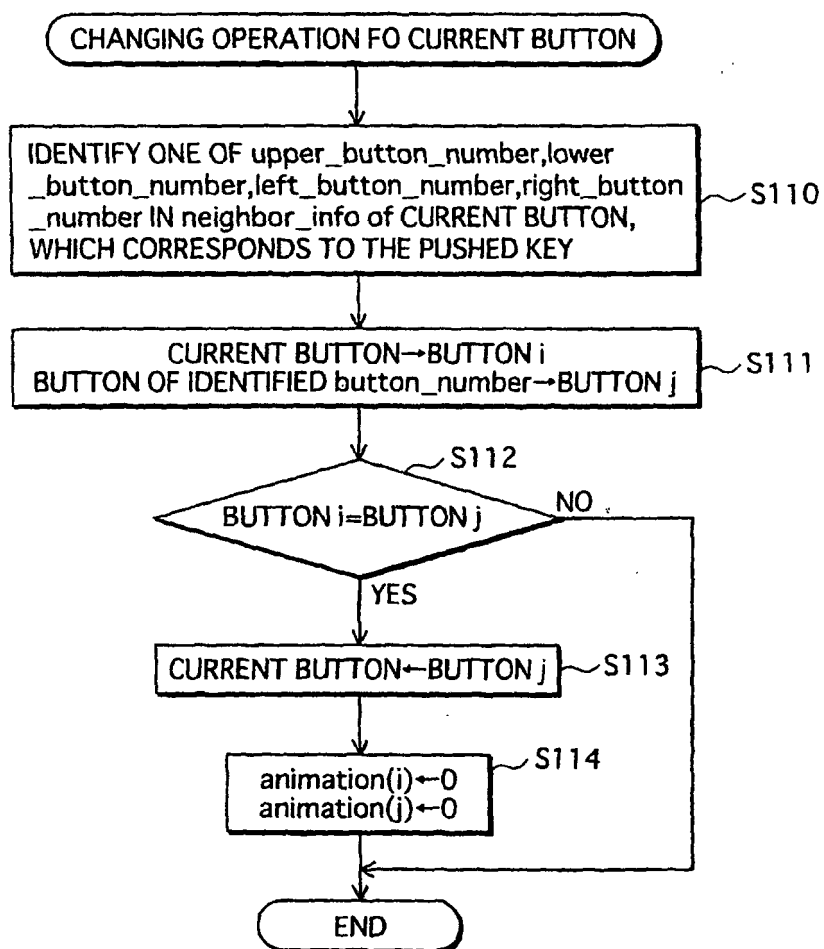 CHANGING OPERATION FO CURRENT BUTTON
IDENTIFY ONE OF upper_button_number,lower
_button_number,left_button_number,right_button
_number IN neighbor_info of CURRENT BUTTON,
WHICH CORRESPONDS TO THE PUSHED KEY
S110
CURRENT BUTTON→BUTTON i
BUTTON OF IDENTIFIED button_number→BUTTON j
S111
S112
BUTTON i=BUTTON j
NO
YES
CURRENT BUTTON←BUTTON j
S113
S114
animation(i)←0
animation(j)←0
END